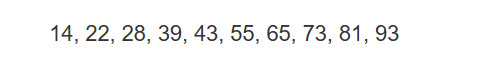 14, 22, 28, 39, 43, 55, 65, 73, 81, 93